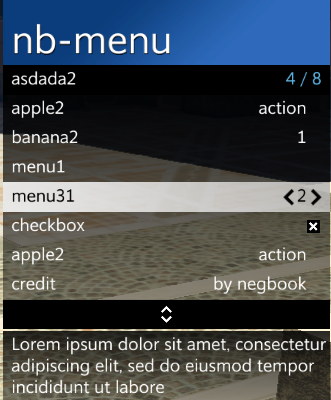 nb-menu
asdada2 4 / 8
apple2 action
banana2 1
menu1
menu31 2
checkbox
apple2 action
credit by negbook
Lorem ipsum dolor sit amet, consectetur
adipiscing elit, sed do eiusmod tempor
incididunt ut labore